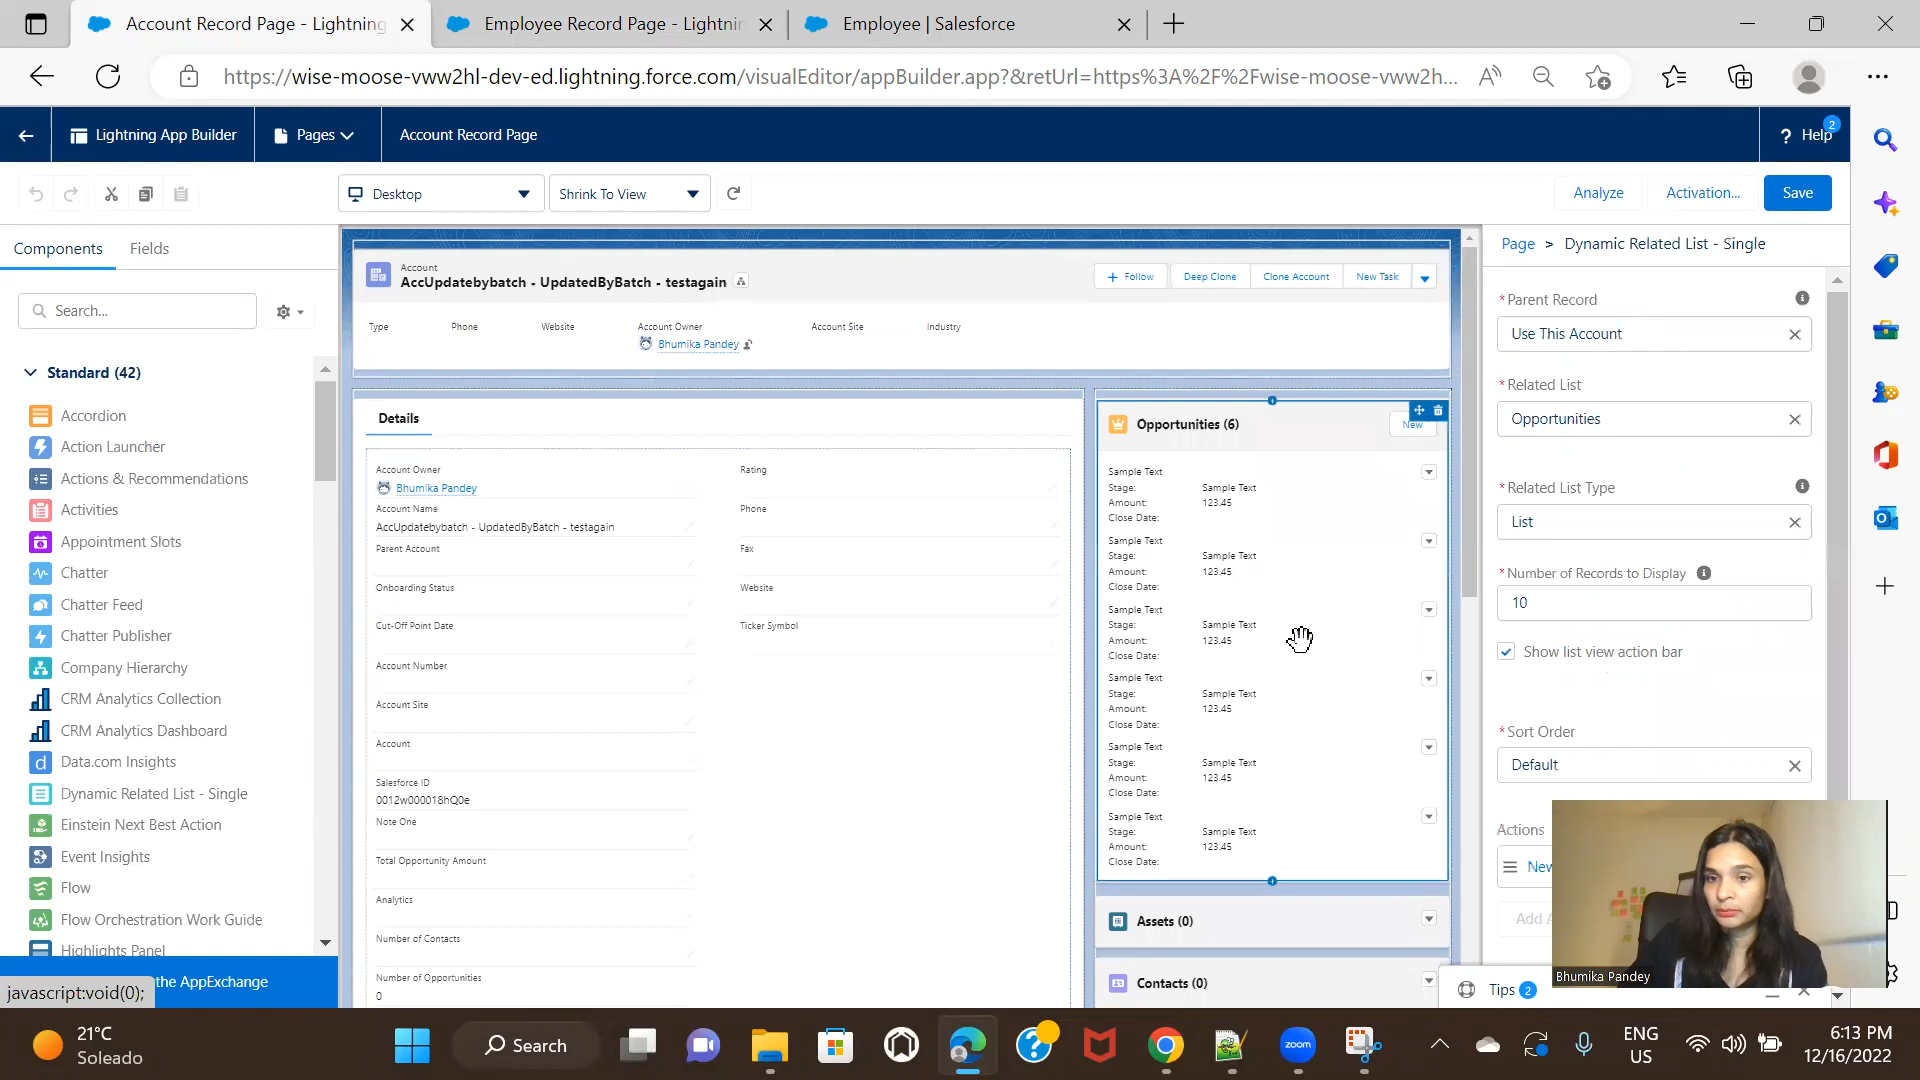 Account Record Page - Lightning
Employee Record Page - Lightnin
Employee | Salesforce
https://wise-moose-vww2hl-dev-ed.lightning.force.com/visualEditor/appBuilder.app?&retUrl=https%3A%2F%2Fwise-moose-vww2h...
Lightning App Builder
Pages
Account Record Page
? Help
2
Desktop
Shrink To View
Analyze
Activation...
Save
Components
Fields
Search...
Standard (42)
Accordion
Action Launcher
Actions & Recommendations
Activities
Appointment Slots
Chatter
Chatter Feed
Chatter Publisher
Company Hierarchy
CRM Analytics Collection
CRM Analytics Dashboard
Data.com Insights
Dynamic Related List - Single
Einstein Next Best Action
Event Insights
Flow
Flow Orchestration Work Guide
Highlights Panel
the AppExchange
javascript:void(0);
Account
AccUpdatebybatch - UpdatedByBatch - testagain
+ Follow
Deep Clone
Clone Account
New Task
Type
Phone
Website
Account Owner
Bhumika Pandey
Account Site
Industry
Details
Account Owner
Bhumika Pandey
Account Name
AccUpdatebybatch - UpdatedByBatch - testagain
Parent Account
Onboarding Status
Cut-Off Point Date
Account Number
Account Site
Account
Salesforce ID
0012w000018hQ0e
Note One
Total Opportunity Amount
Analytics
Number of Contacts
Number of Opportunities
0
Rating
Phone
Fax
Website
Ticker Symbol
Opportunities (6)
New
Sample Text
Stage: Sample Text
Amount: 123.45
Close Date:
Sample Text
Stage: Sample Text
Amount: 123.45
Close Date:
Sample Text
Stage: Sample Text
Amount: 123.45
Close Date:
Sample Text
Stage: Sample Text
Amount: 123.45
Close Date:
Sample Text
Stage: Sample Text
Amount: 123.45
Close Date:
Sample Text
Stage: Sample Text
Amount: 123.45
Close Date:
Assets (0)
Contacts (0)
Page > Dynamic Related List - Single
*Parent Record
Use This Account
*Related List
Opportunities
*Related List Type
List
*Number of Records to Display
10
Show list view action bar
*Sort Order
Default
Actions
New
Add A
Tips 2
Bhumika Pandey
21°C
Soleado
Search
zoom
ENG
US
6:13 PM
12/16/2022